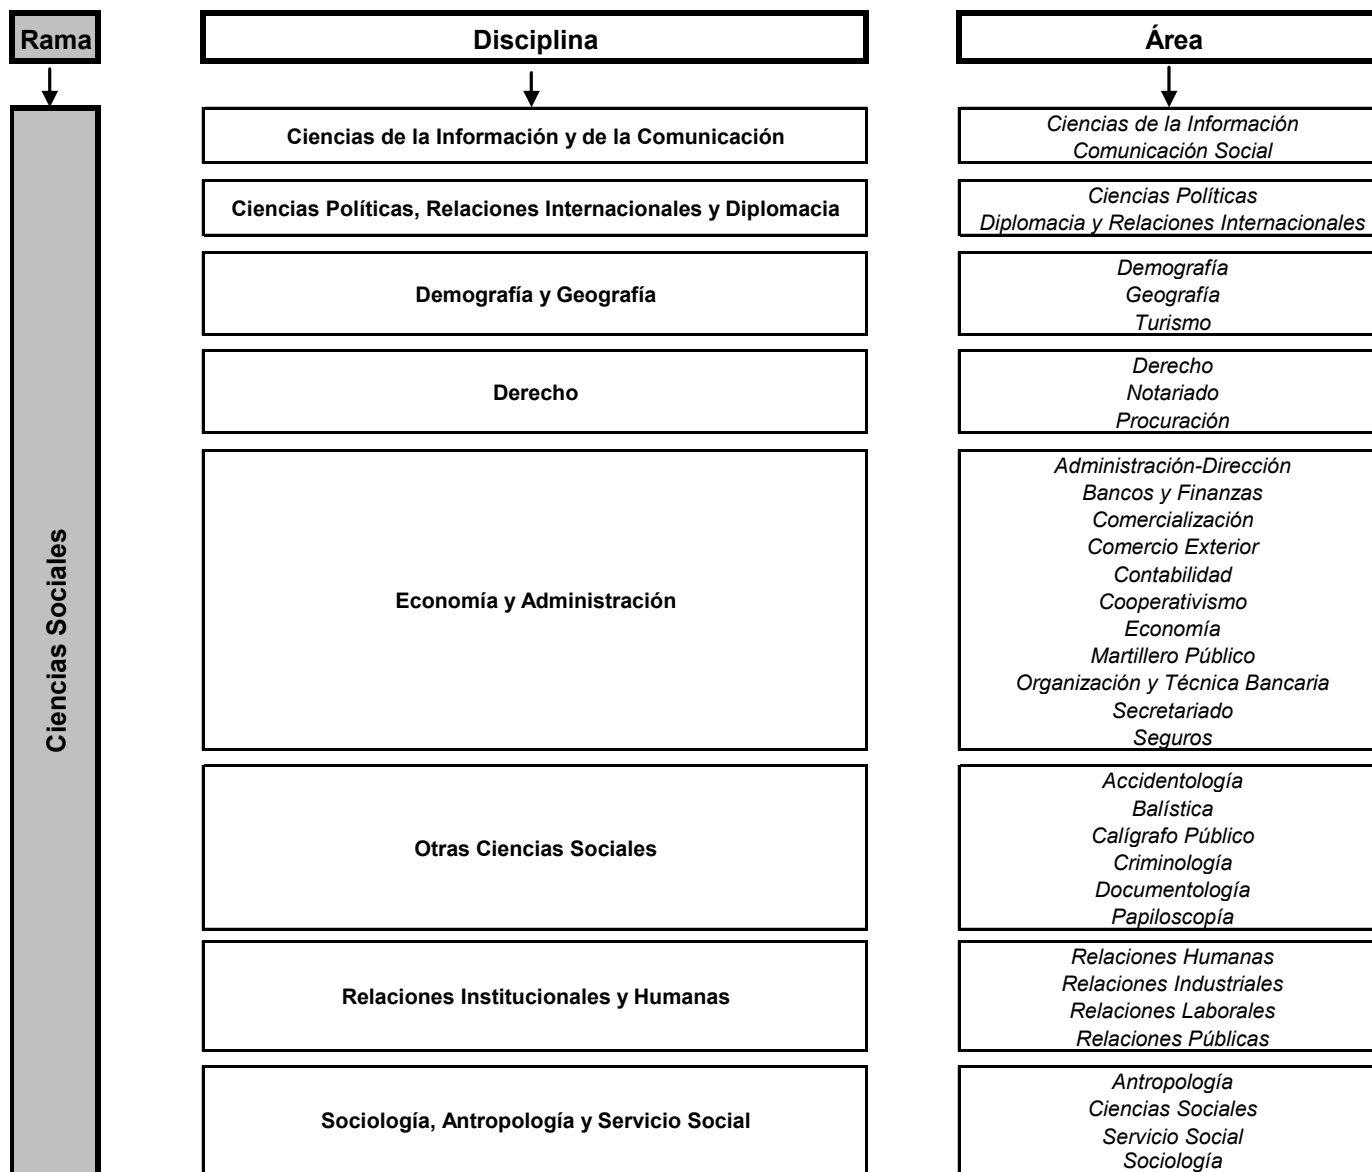 Rama
Disciplina
Área
Ciencias Sociales
Ciencias de la Información y de la Comunicación
Ciencias de la Información
Comunicación Social
Ciencias Políticas, Relaciones Internacionales y Diplomacia
Ciencias Políticas
Diplomacia y Relaciones Internacionales
Demografía y Geografía
Demografía
Geografía
Turismo
Derecho
Derecho
Notariado
Procuración
Economía y Administración
Administración-Dirección
Bancos y Finanzas
Comercialización
Comercio Exterior
Contabilidad
Cooperativismo
Economía
Martillero Público
Organización y Técnica Bancaria
Secretariado
Seguros
Otras Ciencias Sociales
Accidentología
Balística
Calígrafo Público
Criminología
Documentología
Papiloscopía
Relaciones Institucionales y Humanas
Relaciones Humanas
Relaciones Industriales
Relaciones Laborales
Relaciones Públicas
Sociología, Antropología y Servicio Social
Antropología
Ciencias Sociales
Servicio Social
Sociología